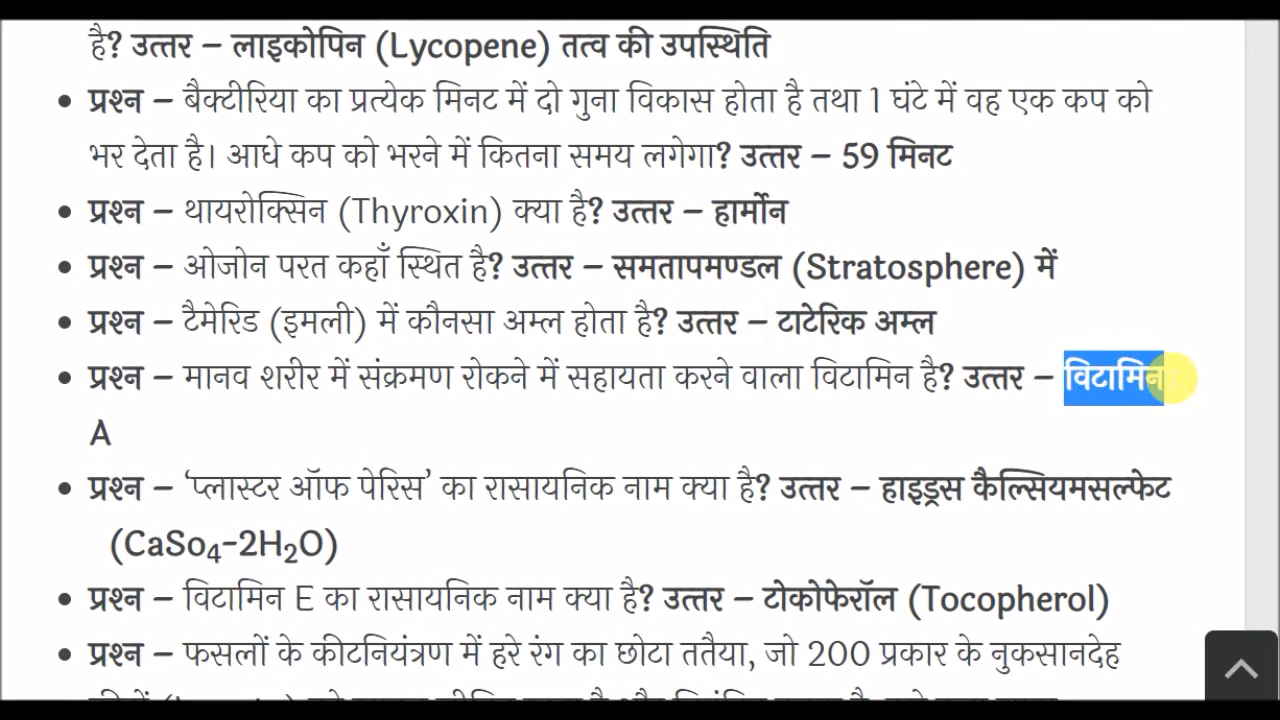 है? उत्तर – लाइकोपिन (Lycopene) तत्व की उपस्थिति
• प्रश्न – बैक्टीरिया का प्रत्येक मिनट में दो गुना विकास होता है तथा 1 घंटे में वह एक कप को
भर देता है। आधे कप को भरने में कितना समय लगेगा? उत्तर – 59 मिनट
• प्रश्न – थायरोक्सिन (Thyroxin) क्या है? उत्तर – हार्मोन
• प्रश्न – ओजोन परत कहाँ स्थित है? उत्तर – समतापमण्डल (Stratosphere) में
• प्रश्न – टैमेरिड (इमली) में कौनसा अम्ल होता है? उत्तर – टाटेरिक अम्ल
• प्रश्न – मानव शरीर में संक्रमण रोकने में सहायता करने वाला विटामिन है? उत्तर – विटामिन
A
• प्रश्न – ‘प्लास्टर ऑफ पेरिस’ का रासायनिक नाम क्या है? उत्तर – हाइड्रस कैल्सियमसल्फेट
(CaSo₄-2H₂O)
• प्रश्न – विटामिन E का रासायनिक नाम क्या है? उत्तर – टोकोफेरॉल (Tocopherol)
• प्रश्न – फसलों के कीटनियंत्रण में हरे रंग का छोटा ततैया, जो 200 प्रकार के नुकसानदेह